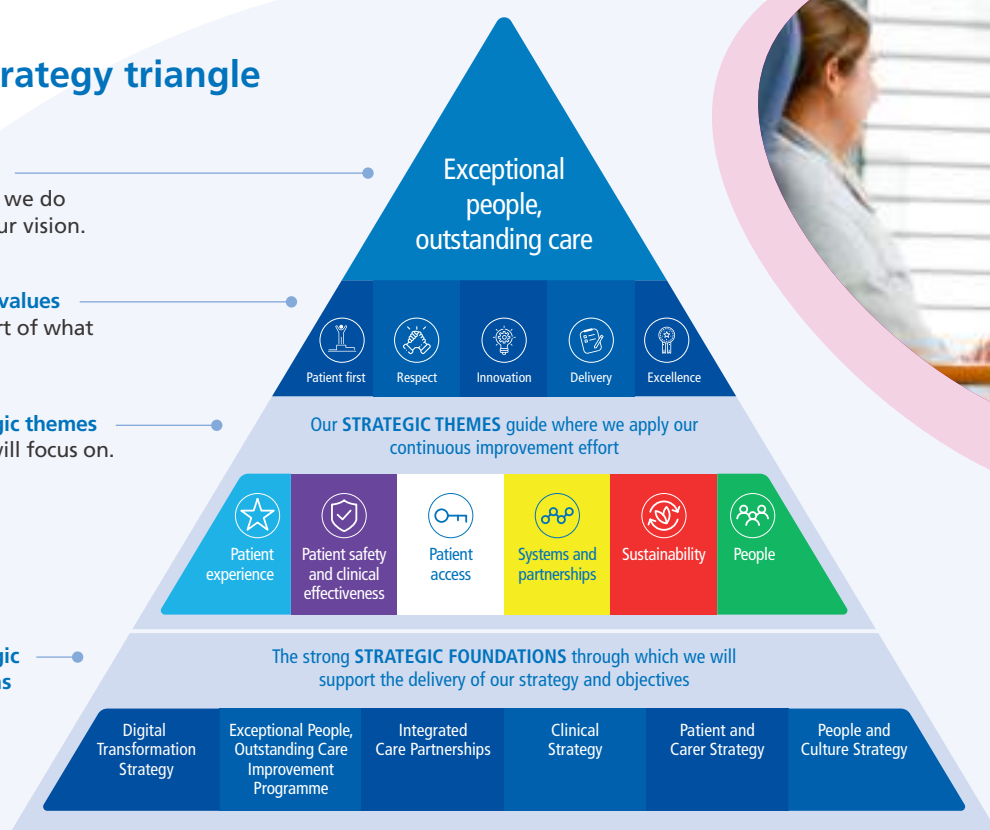 rategy triangle
we do
ur vision.
Exceptional
people,
outstanding care
values
rt of what
Patient first
Respect
Innovation
Delivery
Excellence
gic themes
will focus on.
Our STRATEGIC THEMES guide where we apply our
continuous improvement effort
Patient
experience
Patient safety
and clinical
effectiveness
Patient
access
Systems and
partnerships
Sustainability
People
gic
s
The strong STRATEGIC FOUNDATIONS through which we will
support the delivery of our strategy and objectives
Digital
Transformation
Strategy
Exceptional People,
Outstanding Care
Improvement
Programme
Integrated
Care Partnerships
Clinical
Strategy
Patient and
Carer Strategy
People and
Culture Strategy